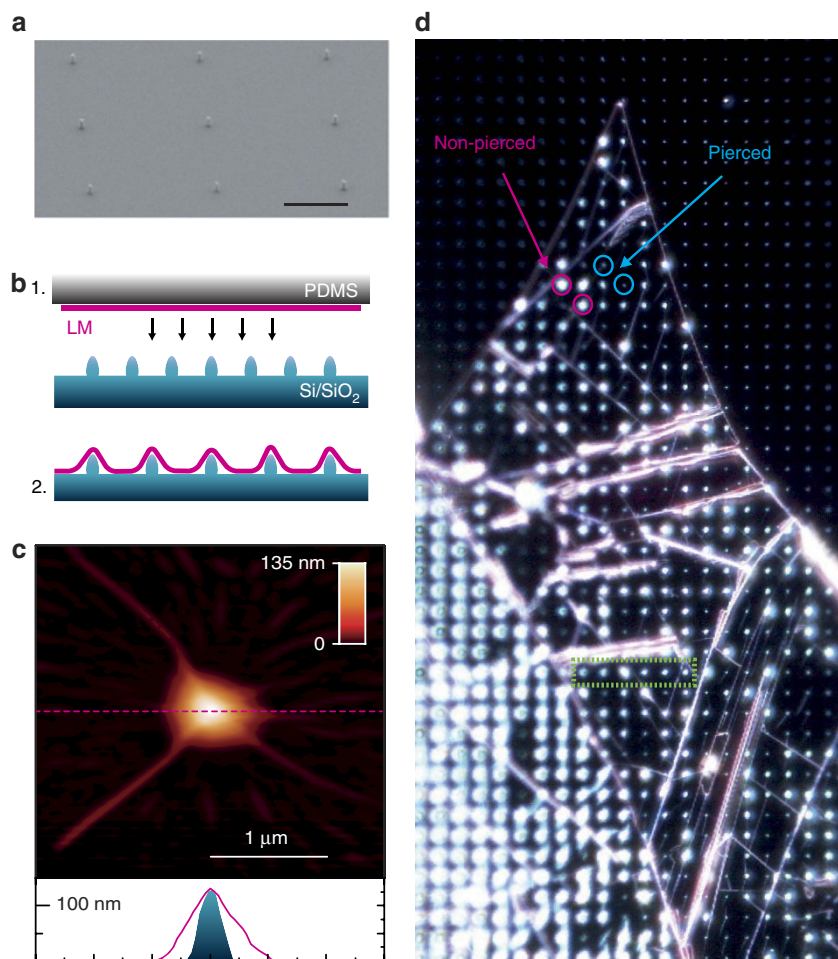 a
b
1.
PDMS
LM
Si/SiO₂
2.
c
135 nm
0
1 μm
100 nm
d
Non-pierced
Pierced